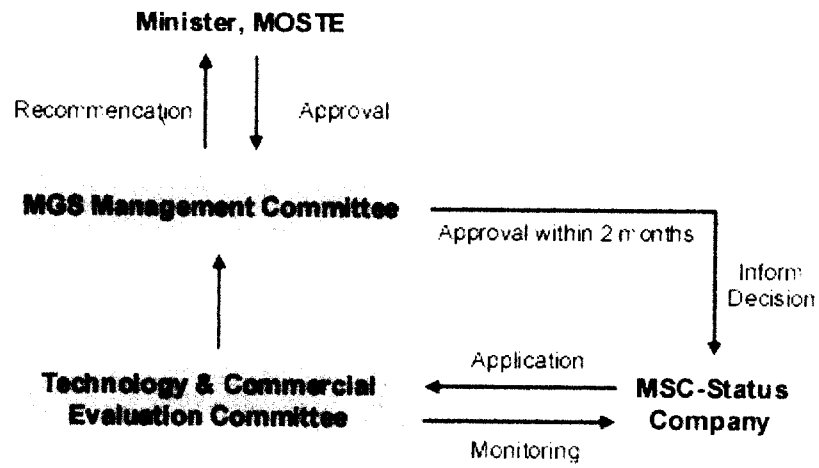 Minister, MOSTE
Recommendation
Approval
MGS Management Committee
Approval within 2 months
Inform
Decision
Application
Technology & Commercial
Evaluation Committee
MSC-Status
Company
Monitoring